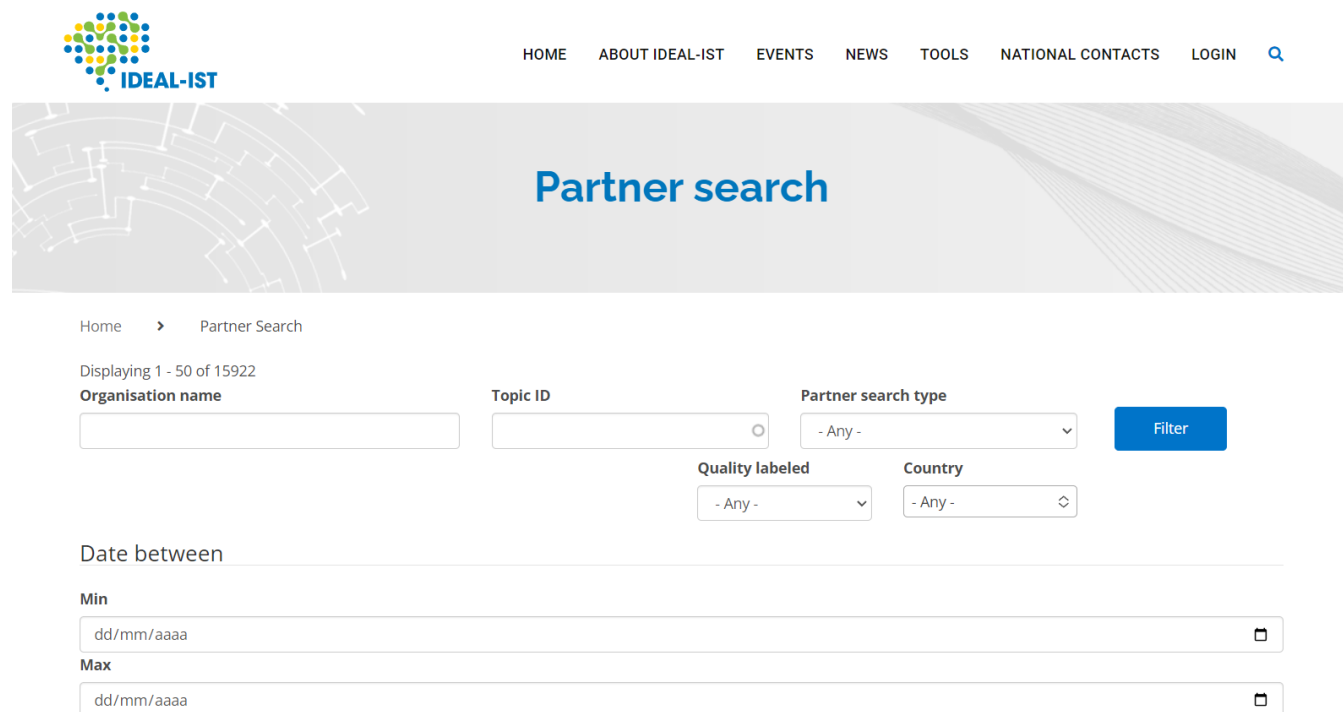 IDEAL-IST
HOME ABOUT IDEAL-IST EVENTS NEWS TOOLS NATIONAL CONTACTS LOGIN
Partner search
Home > Partner Search
Displaying 1 - 50 of 15922
Organisation name Topic ID Partner search type
- Any - Filter
Quality labeled Country
- Any - - Any -
Date between
Min
dd/mm/aaaa
Max
dd/mm/aaaa